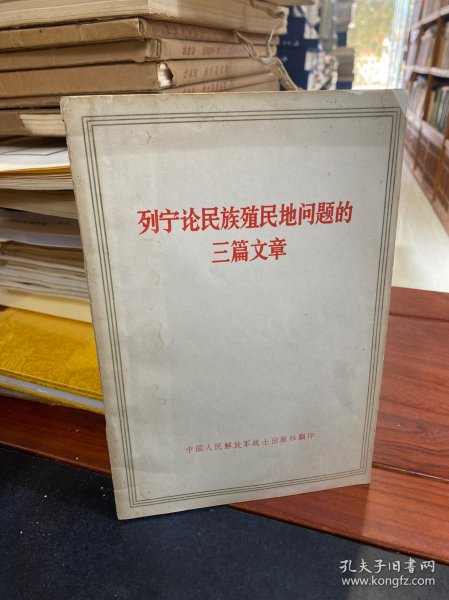 列宁论民族殖民地问题的
三篇文章
中国人民解放军战士出版社翻印
孔夫子旧书网
www.kongfz.com